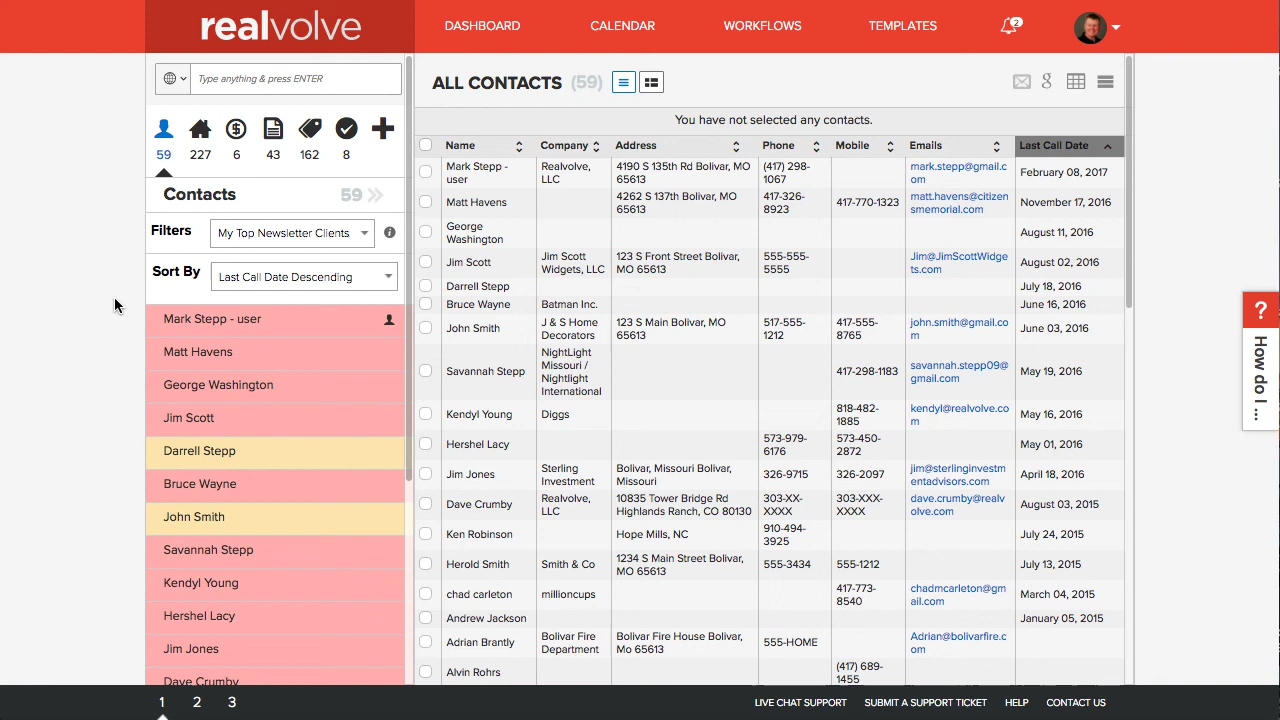 realvolve
DASHBOARD
CALENDAR
WORKFLOWS
TEMPLATES
2
Type anything & press ENTER
59
227
6
43
162
8
Contacts
59
Filters
My Top Newsletter Clients
Sort By
Last Call Date Descending
Mark Stepp - user
Matt Havens
George Washington
Jim Scott
Darrell Stepp
Bruce Wayne
John Smith
Savannah Stepp
Kendyl Young
Hershel Lacy
Jim Jones
Dave Crumby
ALL CONTACTS (59)
You have not selected any contacts.
Name Company Address Phone Mobile Emails Last Call Date
Mark Stepp - Realvolve, 4190 S 135th Rd Bolivar, MO (417) 298- mark.stepp@gmail.c February 08, 2017
user LLC 65613 1067 om
Matt Havens 4262 S 137th Bolivar, MO 417-326- 417-770-1323 matt.havens@citizen November 17, 2016
65613 8923 smemorial.com
George August 11, 2016
Washington
Jim Scott Jim Scott 123 S Front Street Bolivar, 555-555- Jim@JimScottWidge August 02, 2016
Widgets, LLC MO 65613 5555 ts.com
Darrell Stepp July 18, 2016
Bruce Wayne Batman Inc. June 16, 2016
John Smith J & S Home 123 S Main Bolivar, MO 517-555- 417-555- john.smith@gmail.co June 03, 2016
Decorators 65613 1212 8765 m
Savannah Stepp NightLight 417-298-1183 savannah.stepp09@ May 19, 2016
Missouri / gmail.com
Nightlight
International
Kendyl Young Diggs 818-482- kendyl@realvolve.co May 16, 2016
1885 m
Hershel Lacy 573-979- 573-450- May 01, 2016
6176 2872
Jim Jones Sterling Bolivar, Missouri Bolivar, 326-9715 326-2097 jim@sterlinginvestm April 18, 2016
Investment Missouri entadvisors.com
Dave Crumby Realvolve, 10835 Tower Bridge Rd 303-XX- 303-XXX- dave.crumby@realv August 03, 2015
LLC Highlands Ranch, CO 80130 XXXX XXXX olve.com
Ken Robinson Hope Mills, NC 910-494- July 24, 2015
3925
Herold Smith Smith & Co 1234 S Main Street Bolivar, 555-3434 555-1212 July 13, 2015
MO 65613
chad carleton millioncups 417-773- chadmcarleton@gm March 04, 2015
8540 ail.com
Andrew Jackson January 05, 2015
Adrian Brantly Bolivar Fire Bolivar Fire House Bolivar, 555-HOME Adrian@bolivarfire.c
Department Mo 65613 om
Alvin Rohrs (417) 689-
1455
? How do I ...
1 2 3
LIVE CHAT SUPPORT
SUBMIT A SUPPORT TICKET
HELP
CONTACT US